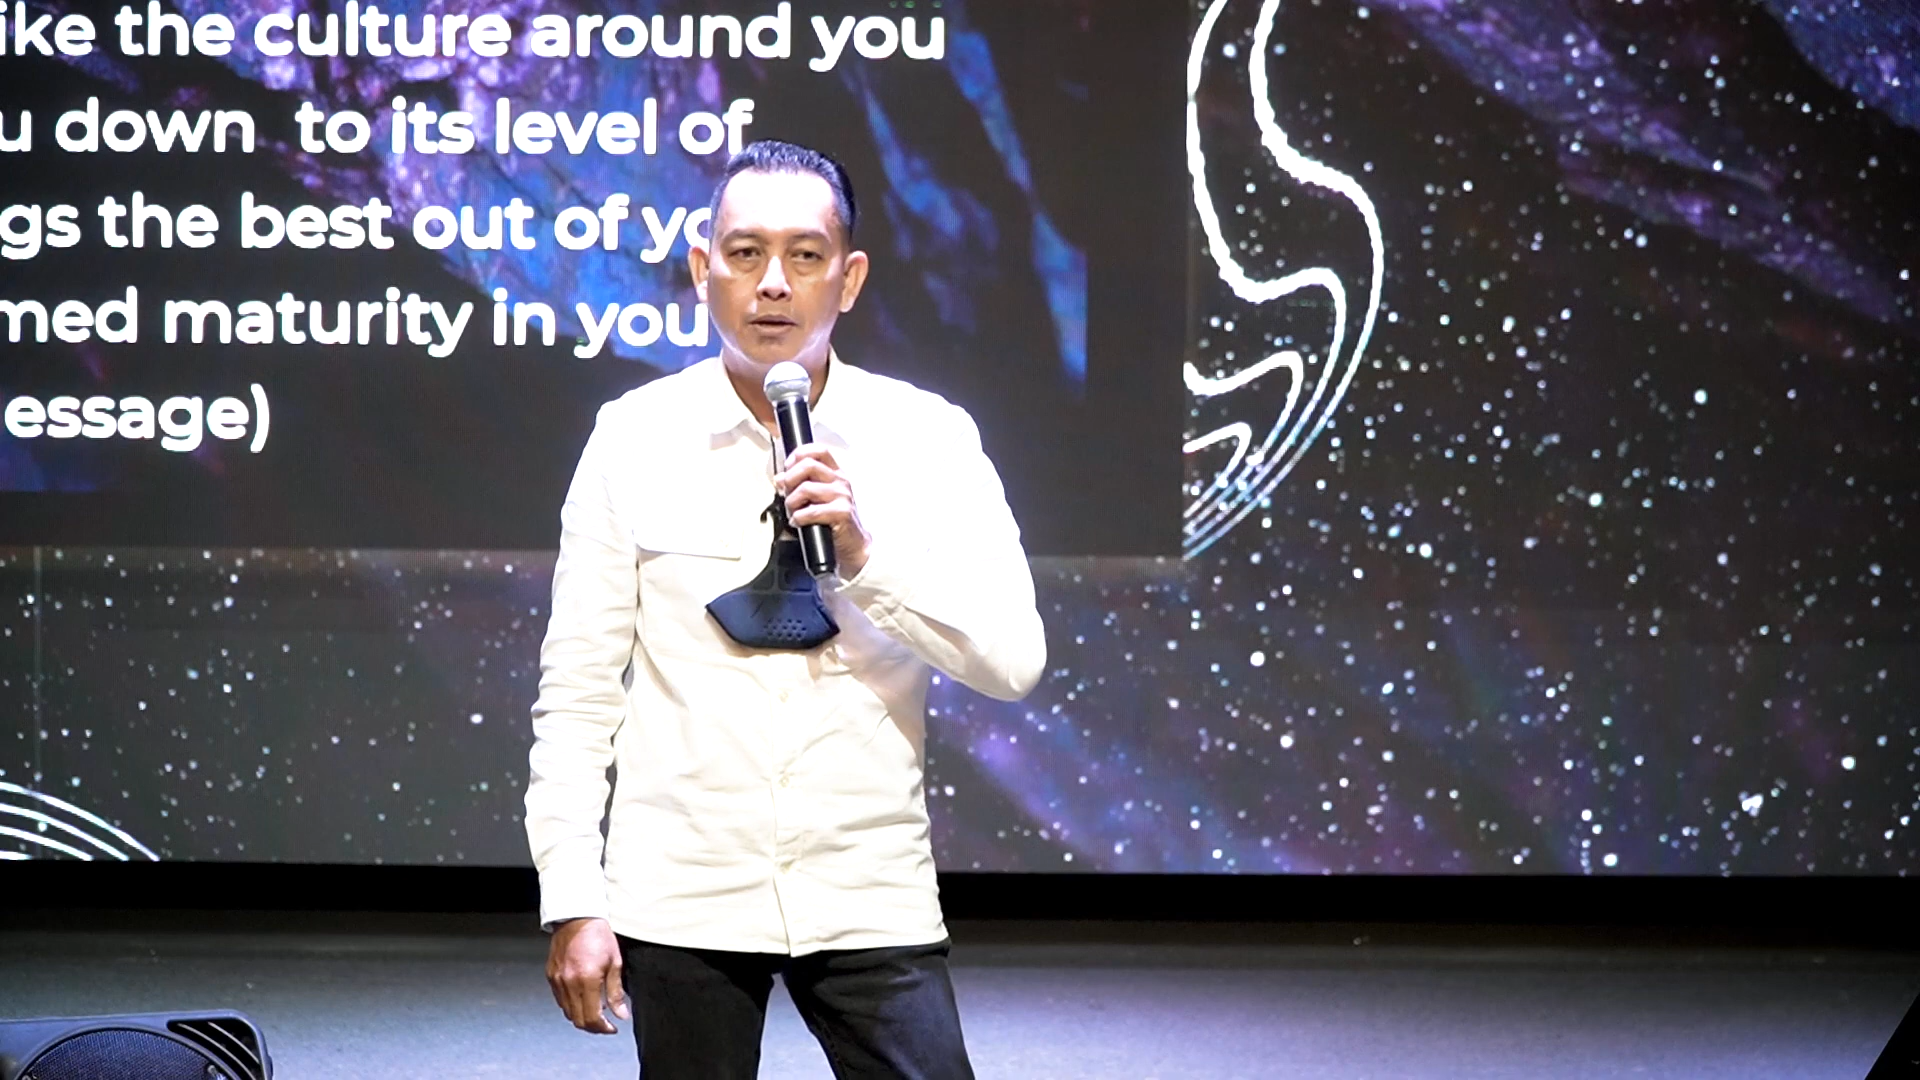 ike the culture around you
u down to its level of
gs the best out of yo
med maturity in you
essage)